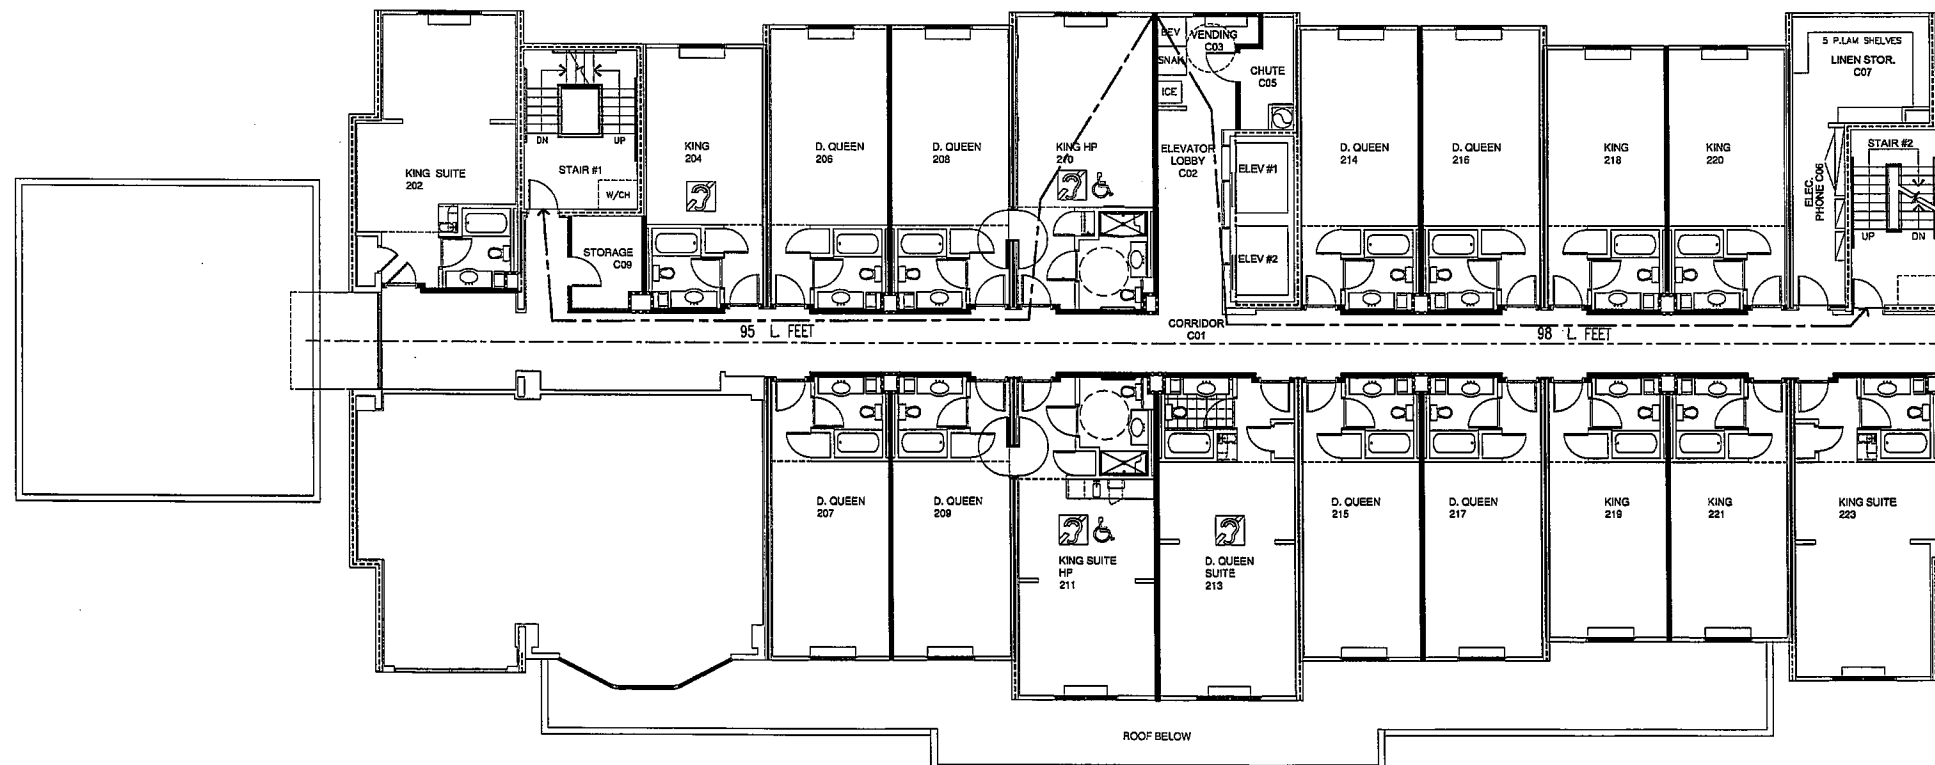 5 P.LAM SHELVES
LINEN STOR.
C07
BEV
VENDING
C03
SNAK
ICE
CHUTE
C05
KING SUITE
202
DN
UP
STAIR #1
W/CH
STORAGE
C09
KING
204
D. QUEEN
206
D. QUEEN
208
KING HP
210
ELEVATOR
LOBBY
C02
ELEV #1
ELEV #2
D. QUEEN
214
D. QUEEN
216
KING
218
KING
220
ELEC.
PHONE C06
STAIR #2
UP
DN
95 L. FEET
CORRIDOR
C01
98 L. FEET
D. QUEEN
207
D. QUEEN
209
KING SUITE
HP
211
D. QUEEN
SUITE
213
D. QUEEN
215
D. QUEEN
217
KING
219
KING
221
KING SUITE
223
ROOF BELOW